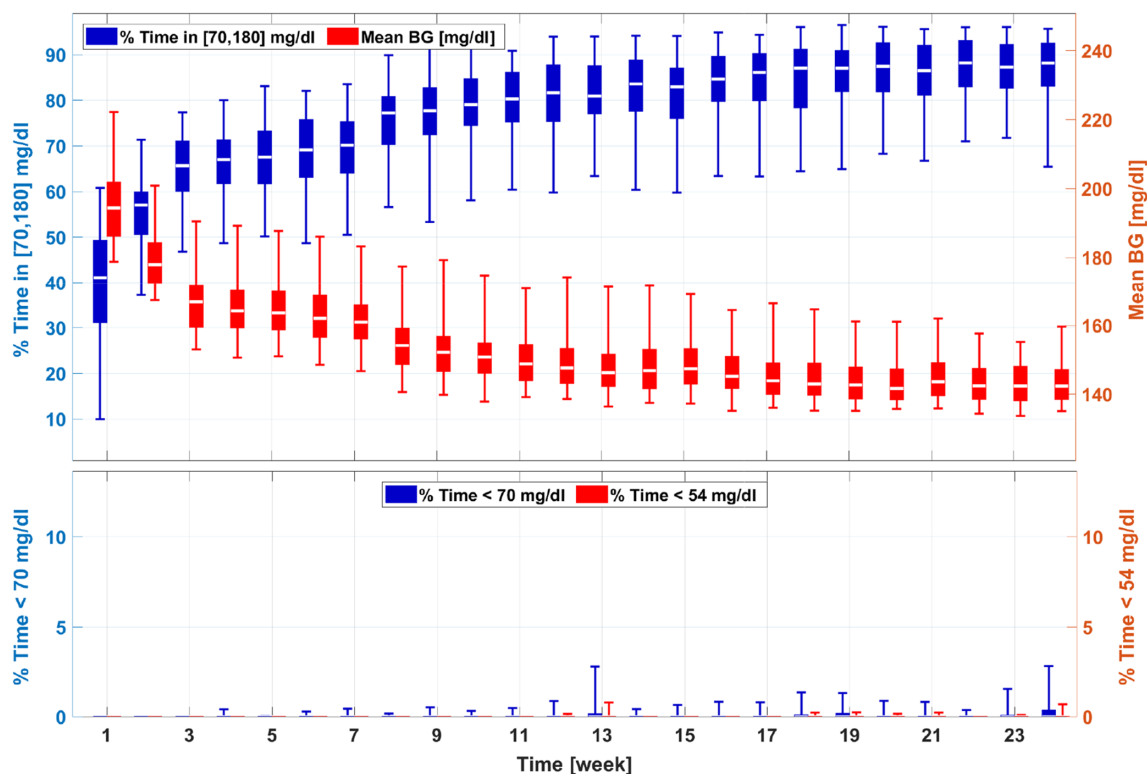 % Time in [70,180] mg/dl
Mean BG [mg/dl]
% Time in [70,180] mg/dl
90
80
70
60
50
40
30
20
10
240
220
200
180
160
140
Mean BG [mg/dl]
% Time < 70 mg/dl
% Time < 54 mg/dl
% Time < 70 mg/dl
10
5
0
10
5
0
% Time < 54 mg/dl
1 3 5 7 9 11 13 15 17 19 21 23
Time [week]